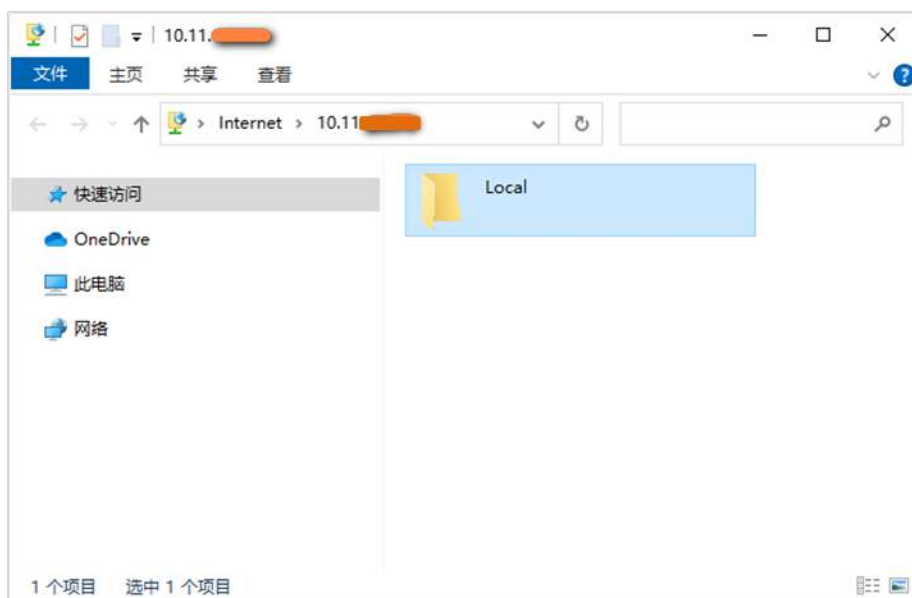 10.11.
文件 主页 共享 查看
Internet 10.11
快速访问
Local
OneDrive
此电脑
网络
1 个项目 选中 1 个项目